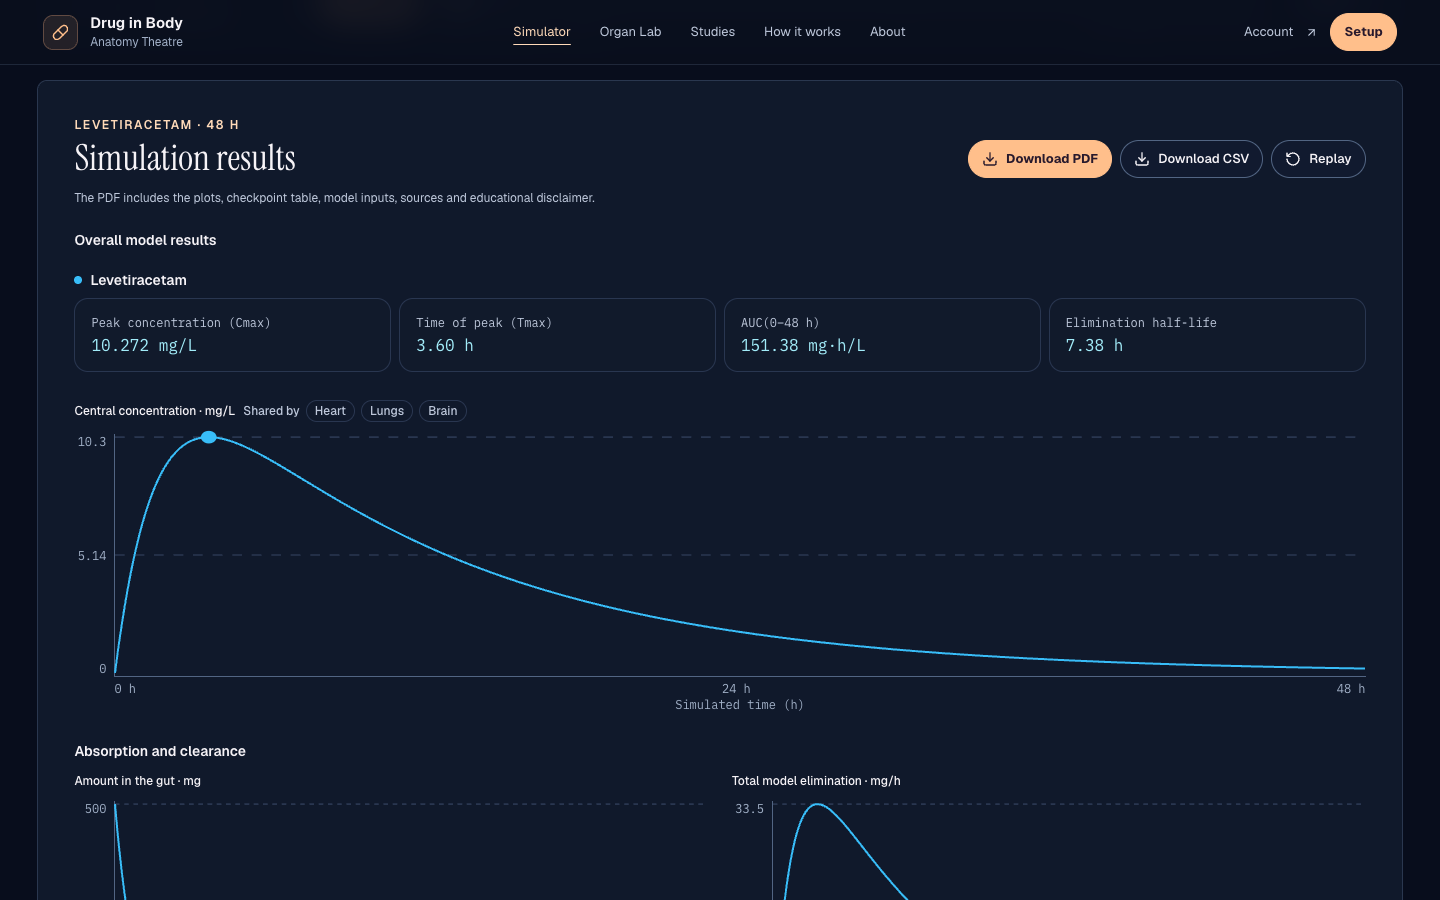 Drug in Body
Anatomy Theatre
Simulator
Organ Lab
Studies
How it works
About
Account
Setup
LEVETIRACETAM · 48 H
Simulation results
Download PDF
Download CSV
Replay
The PDF includes the plots, checkpoint table, model inputs, sources and educational disclaimer.
Overall model results
Levetiracetam
Peak concentration (Cmax)
10.272 mg/L
Time of peak (Tmax)
3.60 h
AUC(0–48 h)
151.38 mg·h/L
Elimination half-life
7.38 h
Central concentration · mg/L Shared by Heart Lungs Brain
10.3
5.14
0
0 h 24 h 48 h
Simulated time (h)
Absorption and clearance
Amount in the gut · mg
500
Total model elimination · mg/h
33.5